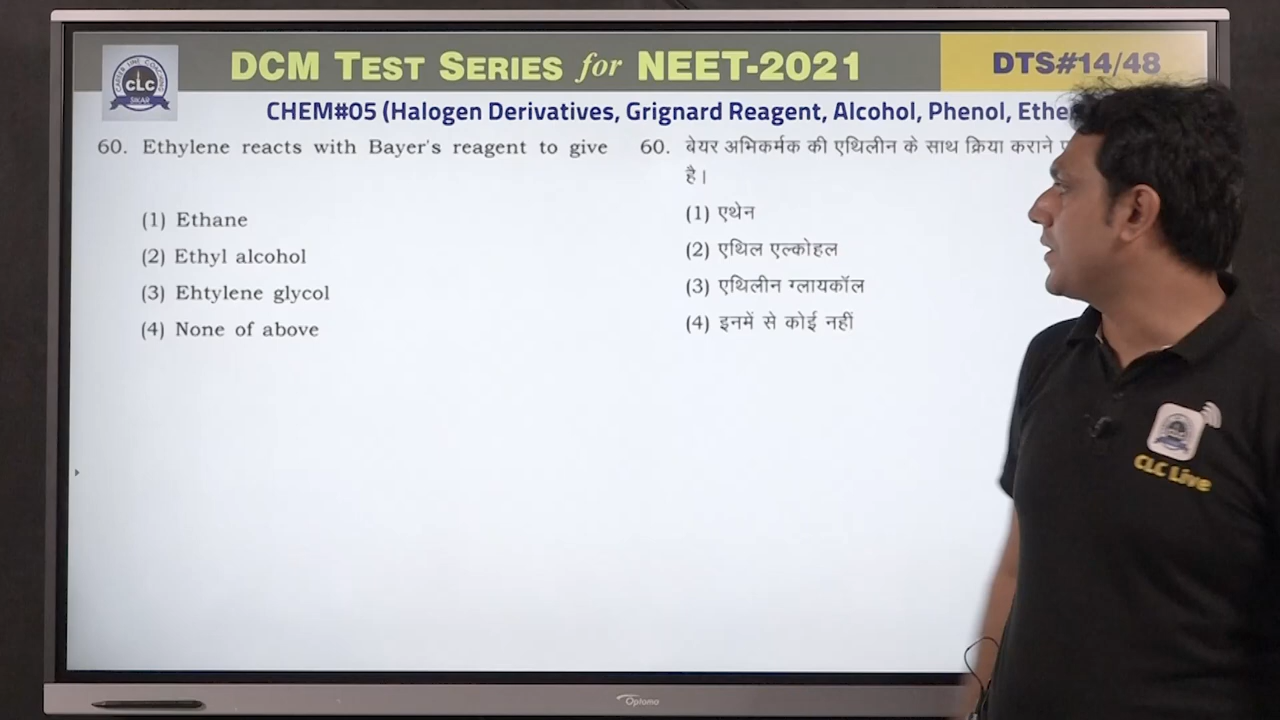 DCM TEST SERIES for NEET-2021
DTS#14/48
CLC
SIKAR
CHEM#05 (Halogen Derivatives, Grignard Reagent, Alcohol, Phenol, Ethe
60. Ethylene reacts with Bayer's reagent to give
(1) Ethane
(2) Ethyl alcohol
(3) Ehtylene glycol
(4) None of above
60. बेयर अभिकर्मक की एथिलीन के साथ क्रिया कराने
है।
(1) एथेन
(2) एथिल एल्कोहल
(3) एथिलीन ग्लायकॉल
(4) इनमें से कोई नहीं
CLC Live
Optoma